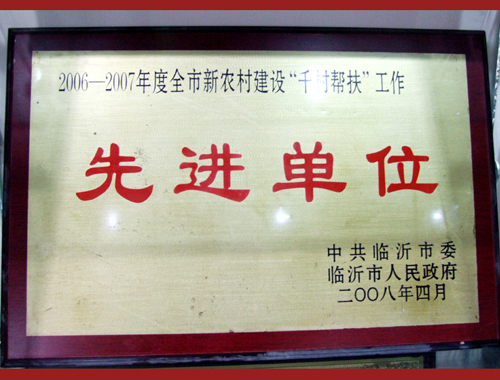 2006—2007年度全市新农村建设“千村帮扶”工作
先进单位
中共临沂市委
临沂市人民政府
二〇〇八年四月